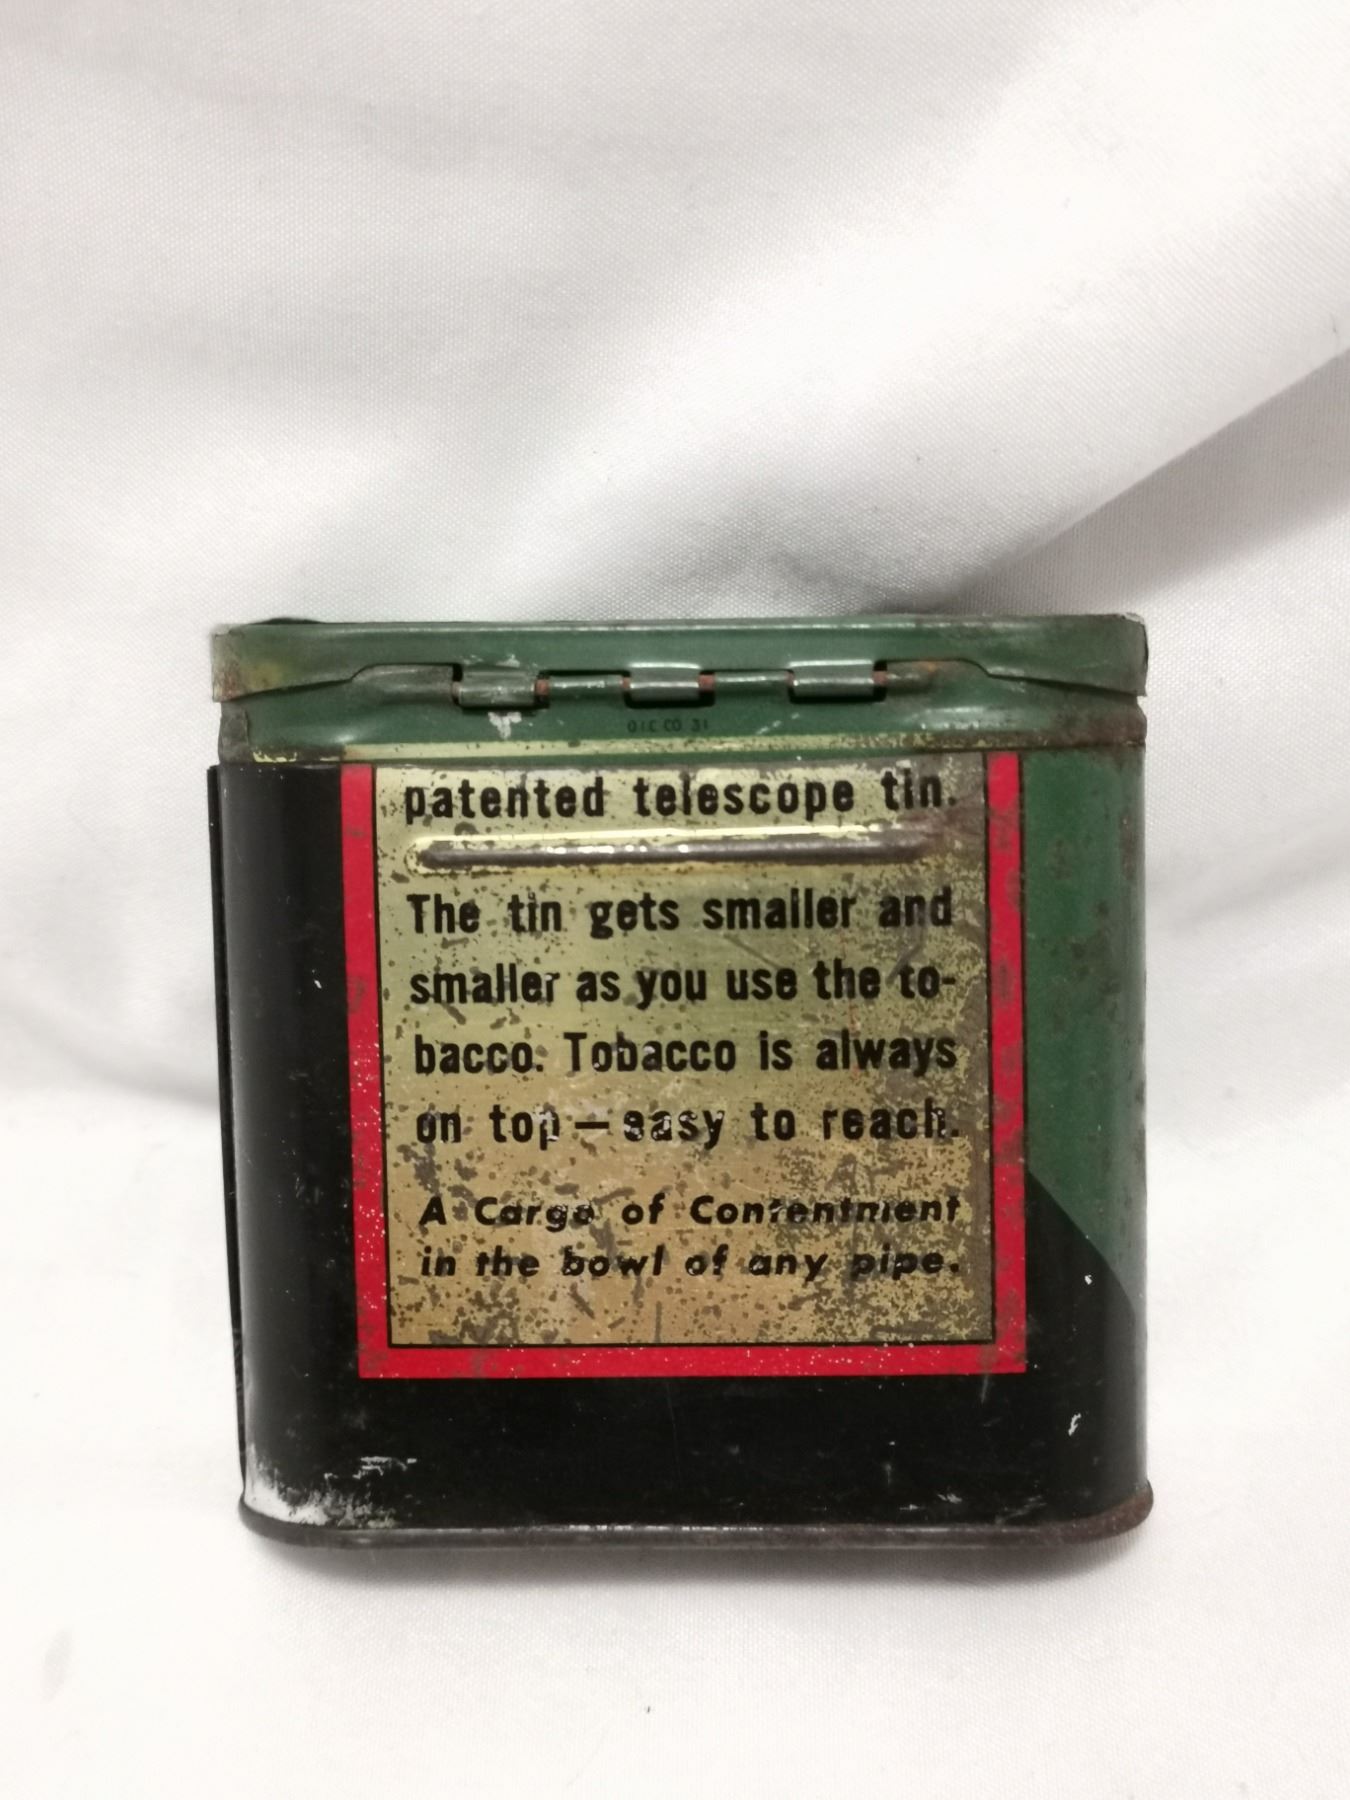 patented telescope tin.
The tin gets smaller and
smaller as you use the to-
bacco. Tobacco is always
on top — easy to reach.
A Cargo of Contentment
in the bowl of any pipe.